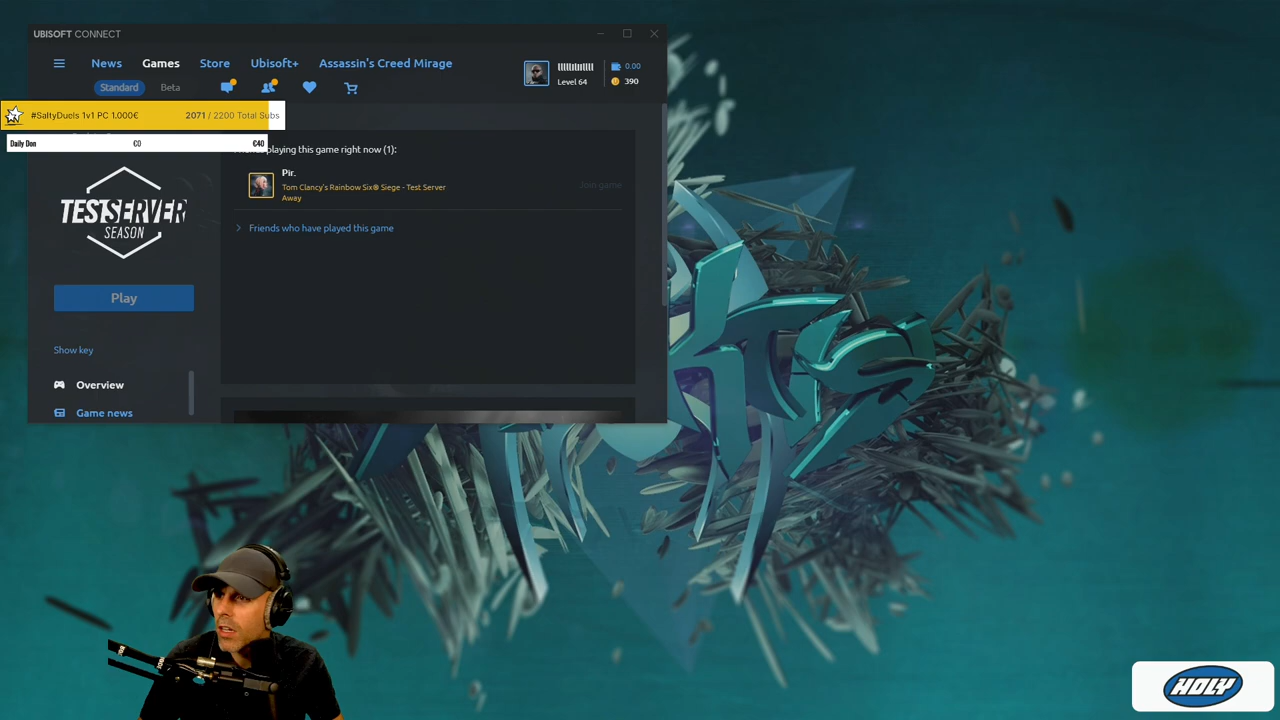 UBISOFT CONNECT
News
Games
Store
Ubisoft+
Assassin's Creed Mirage
Level 64
0.00
390
Standard
Beta
#SaltyDuels 1v1 PC 1.000€
2071 / 2200 Total Subs
Daily Don
€0
€40
playing this game right now (1):
Pir.
Tom Clancy's Rainbow Six® Siege - Test Server
Away
Join game
Friends who have played this game
TEST SERVER
SEASON
Play
Show key
Overview
Game news
HOLY